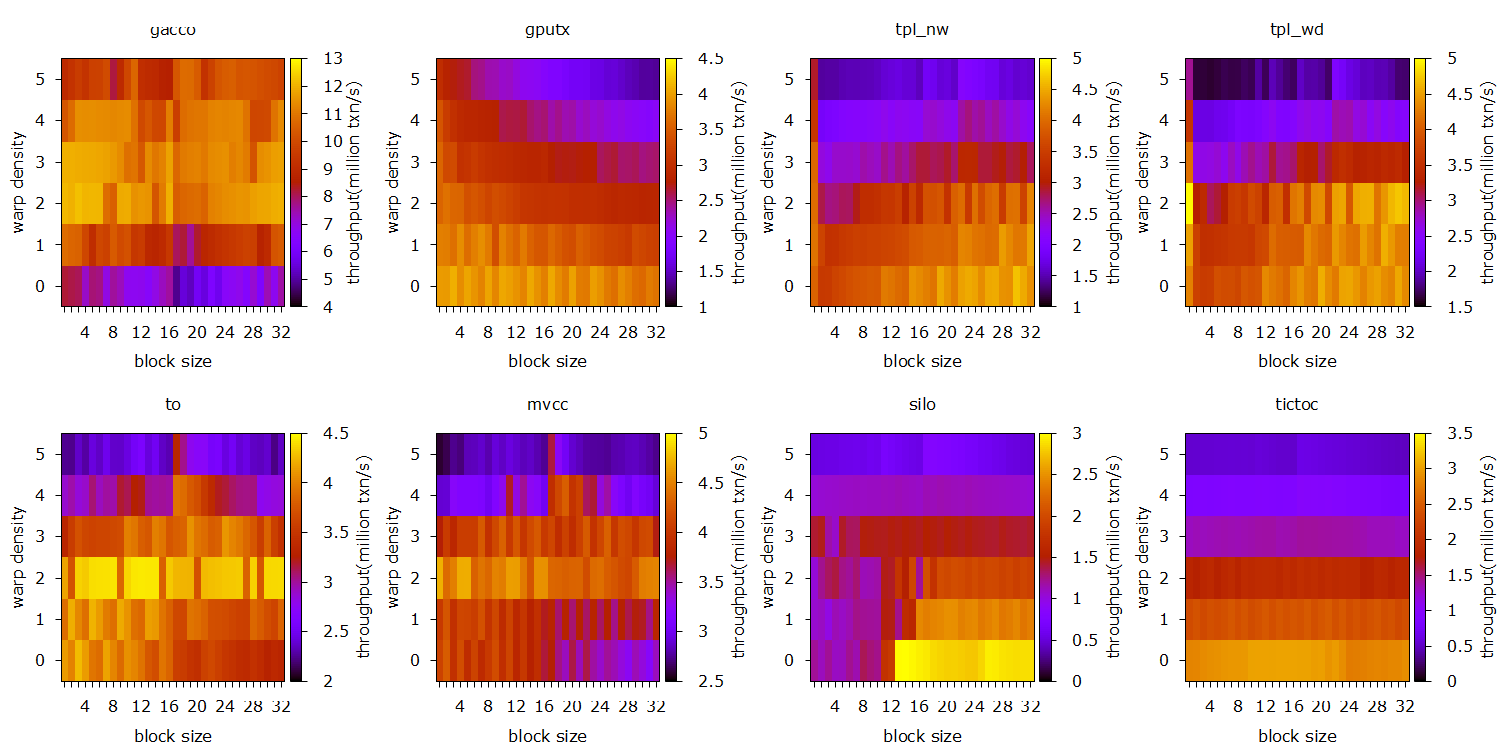 gacco
warp density
5
4
3
2
1
0
4 8 12 16 20 24 28 32
block size
13
12
11
10
9
8
7
6
5
4
throughput(million txn/s)
gputx
warp density
5
4
3
2
1
0
4 8 12 16 20 24 28 32
block size
4.5
4
3.5
3
2.5
2
1.5
1
throughput(million txn/s)
tpl_nw
warp density
5
4
3
2
1
0
4 8 12 16 20 24 28 32
block size
5
4.5
4
3.5
3
2.5
2
1.5
1
throughput(million txn/s)
tpl_wd
warp density
5
4
3
2
1
0
4 8 12 16 20 24 28 32
block size
5
4.5
4
3.5
3
2.5
2
1.5
throughput(million txn/s)
to
warp density
5
4
3
2
1
0
4 8 12 16 20 24 28 32
block size
4.5
4
3.5
3
2.5
2
throughput(million txn/s)
mvcc
warp density
5
4
3
2
1
0
4 8 12 16 20 24 28 32
block size
5
4.5
4
3.5
3
2.5
throughput(million txn/s)
silo
warp density
5
4
3
2
1
0
4 8 12 16 20 24 28 32
block size
3
2.5
2
1.5
1
0.5
0
throughput(million txn/s)
tictoc
warp density
5
4
3
2
1
0
4 8 12 16 20 24 28 32
block size
3.5
3
2.5
2
1.5
1
0.5
0
throughput(million txn/s)